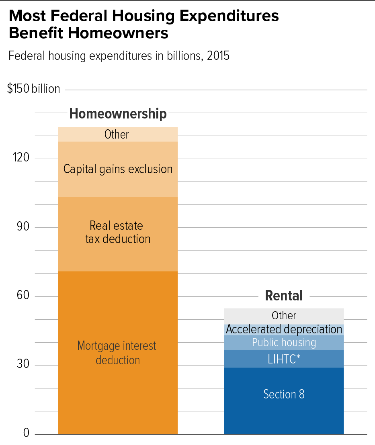 Most Federal Housing Expenditures
Benefit Homeowners
Federal housing expenditures in billions, 2015
$150 billion
Homeownership
Other
120
Capital gains exclusion
90
Real estate
tax deduction
60
Rental
Other
Accelerated depreciation
Public housing
Mortgage interest
deduction
30
LIHTC*
Section 8
0